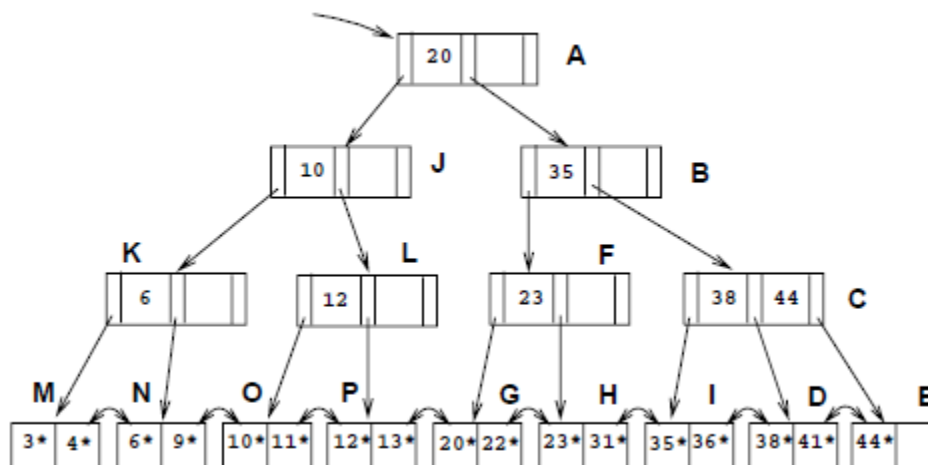 20 A
10 J 35 B
K L F
6 12 23 38 44 C
M N O P G H I D E
3* 4* 6* 9* 10* 11* 12* 13* 20* 22* 23* 31* 35* 36* 38* 41* 44*